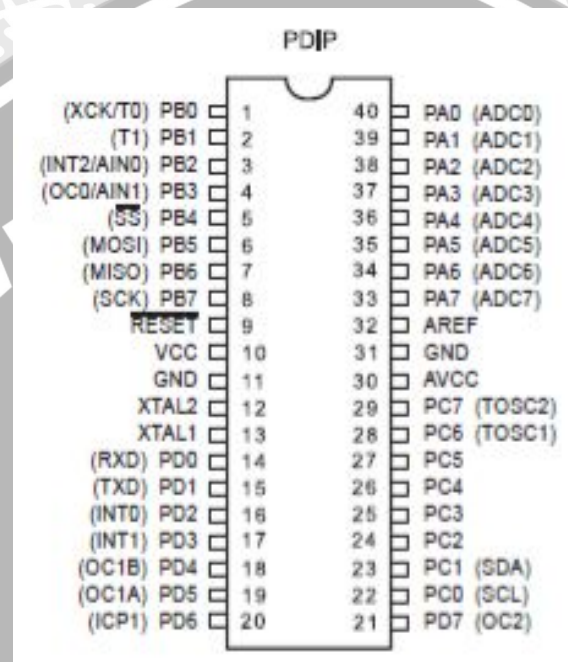 PDIP
(XCK/T0) PB0 1 40 PA0 (ADC0)
(T1) PB1 2 39 PA1 (ADC1)
(INT2/AIN0) PB2 3 38 PA2 (ADC2)
(OC0/AIN1) PB3 4 37 PA3 (ADC3)
(SS) PB4 5 36 PA4 (ADC4)
(MOSI) PB5 6 35 PA5 (ADC5)
(MISO) PB6 7 34 PA6 (ADC6)
(SCK) PB7 8 33 PA7 (ADC7)
RESET 9 32 AREF
VCC 10 31 GND
GND 11 30 AVCC
XTAL2 12 29 PC7 (TOSC2)
XTAL1 13 28 PC6 (TOSC1)
(RXD) PD0 14 27 PC5
(TXD) PD1 15 26 PC4
(INT0) PD2 16 25 PC3
(INT1) PD3 17 24 PC2
(OC1B) PD4 18 23 PC1 (SDA)
(OC1A) PD5 19 22 PC0 (SCL)
(ICP1) PD6 20 21 PD7 (OC2)